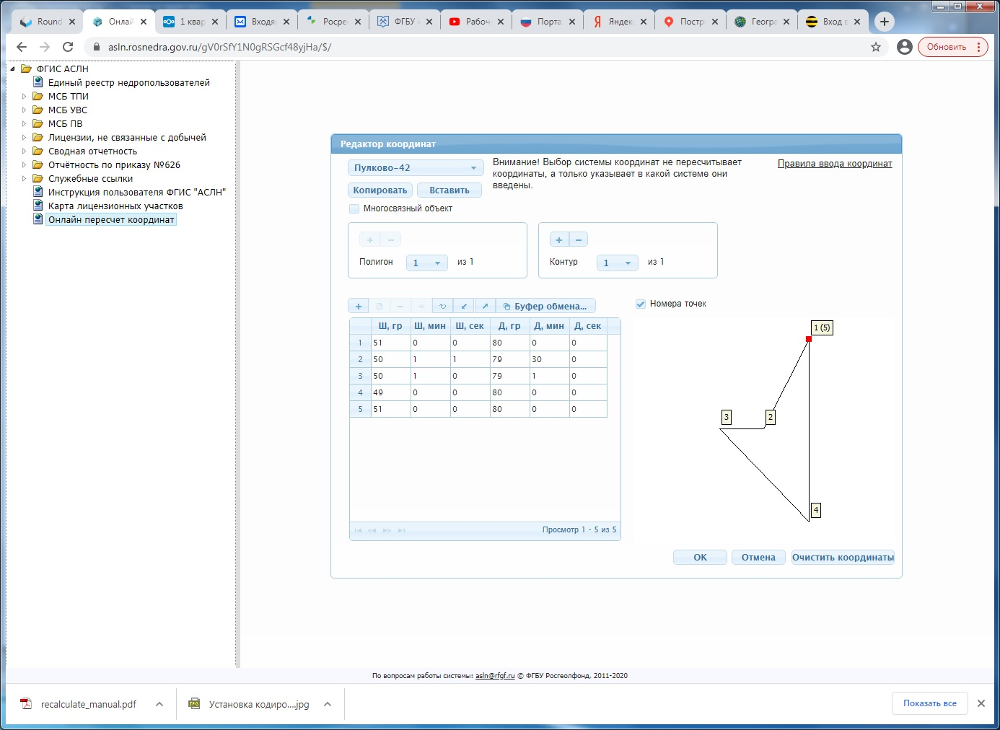 Round
Онлай
1 квар
Входящ
Росре
ФГБУ «
Рабоч
Порта
Яндек
Постр
Геогра
Вход в
asln.rosnedra.gov.ru/gV0rSfY1N0gRSGcf48yjHa/$/
Обновить
ФГИС АСЛН
Единый реестр недропользователей
МСБ ТПИ
МСБ УВС
МСБ ПВ
Лицензии, не связанные с добычей
Сводная отчетность
Отчётность по приказу №626
Служебные ссылки
Инструкция пользователя ФГИС "АСЛН"
Карта лицензионных участков
Онлайн пересчет координат
Редактор координат
Пулково-42
Внимание! Выбор системы координат не пересчитывает
координаты, а только указывает в какой системе они
введены.
Правила ввода координат
Копировать Вставить
Многосвязный объект
Полигон 1 из 1
Контур 1 из 1
Буфер обмена...
Номера точек
Ш, гр Ш, мин Ш, сек Д, гр Д, мин Д, сек
1 51 0 0 80 0 0
2 50 1 1 79 30 0
3 50 1 0 79 1 0
4 49 0 0 80 0 0
5 51 0 0 80 0 0
Просмотр 1 - 5 из 5
1 (5)
3
2
4
OK Отмена Очистить координаты
По вопросам работы системы: asln@rfgf.ru © ФГБУ Росгеолфонд, 2011-2020
recalculate_manual.pdf
Установка кодиро....jpg
Показать все